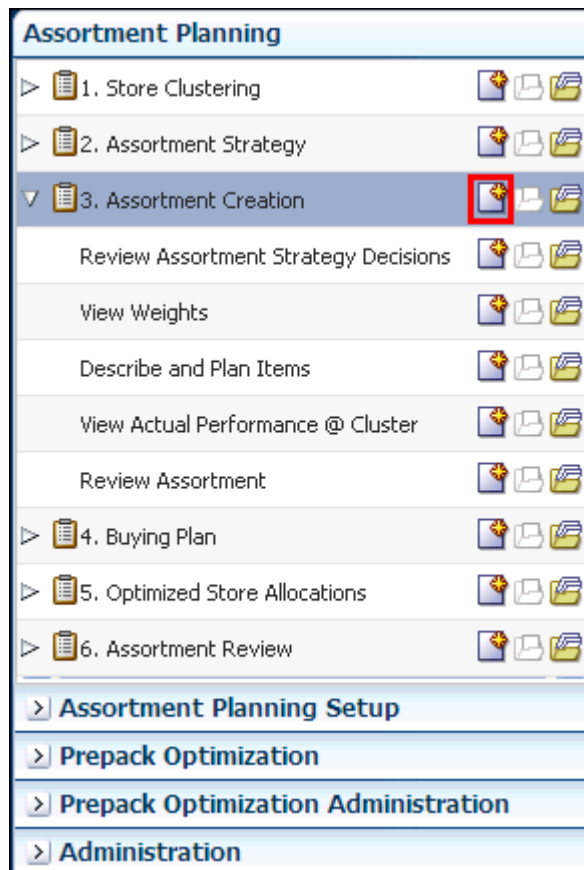 Assortment Planning
1. Store Clustering
2. Assortment Strategy
3. Assortment Creation
Review Assortment Strategy Decisions
View Weights
Describe and Plan Items
View Actual Performance @ Cluster
Review Assortment
4. Buying Plan
5. Optimized Store Allocations
6. Assortment Review
Assortment Planning Setup
Prepack Optimization
Prepack Optimization Administration
Administration